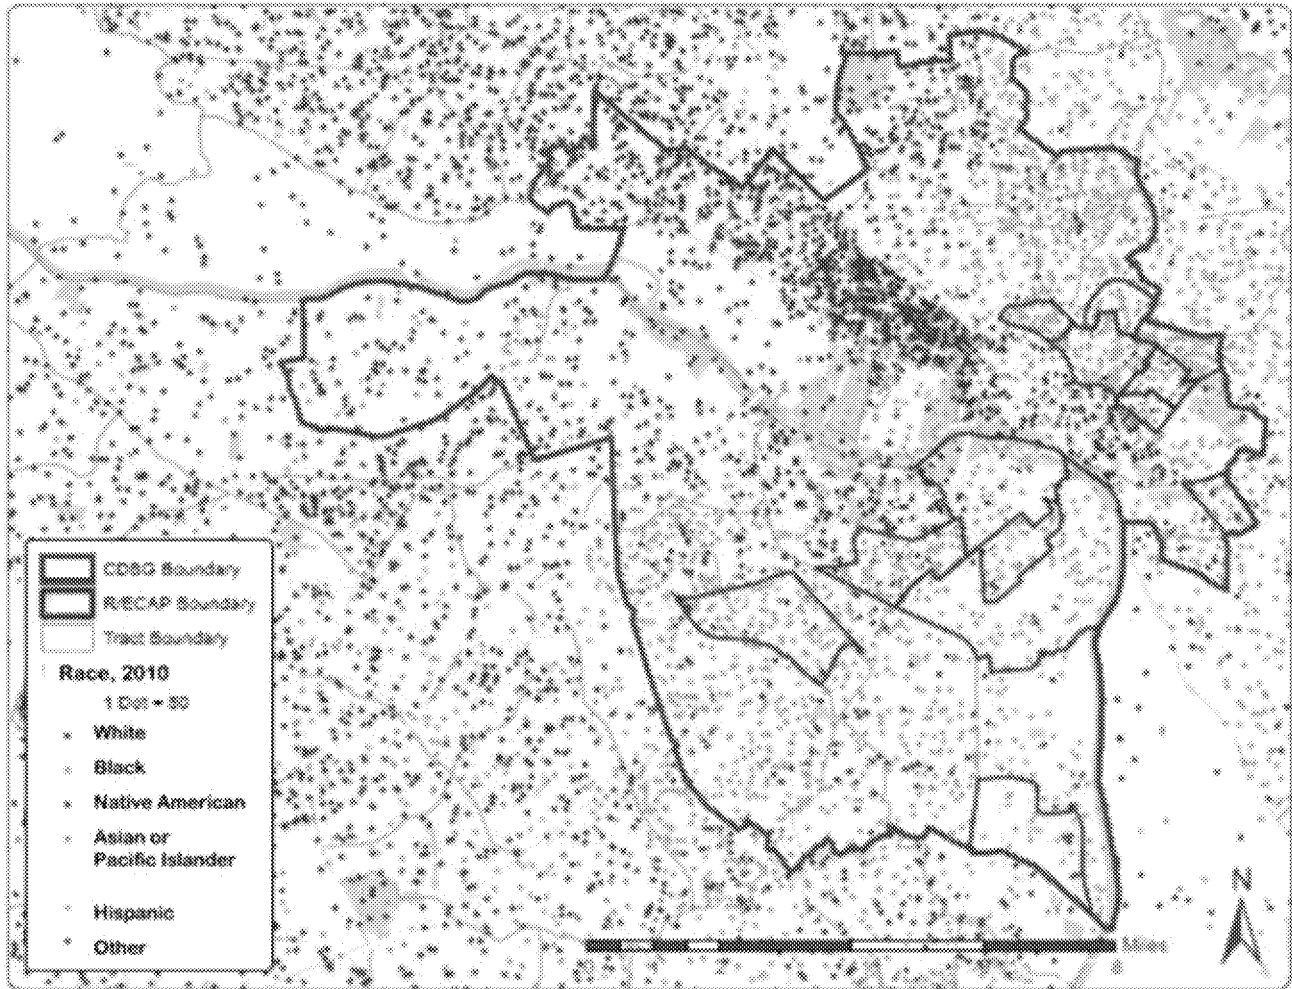 CDBG Boundary
R/ECAP Boundary
Tract Boundary
Race, 2010
1 Dot = 50
White
Black
Native American
Asian or
Pacific Islander
Hispanic
Other
N
Miles